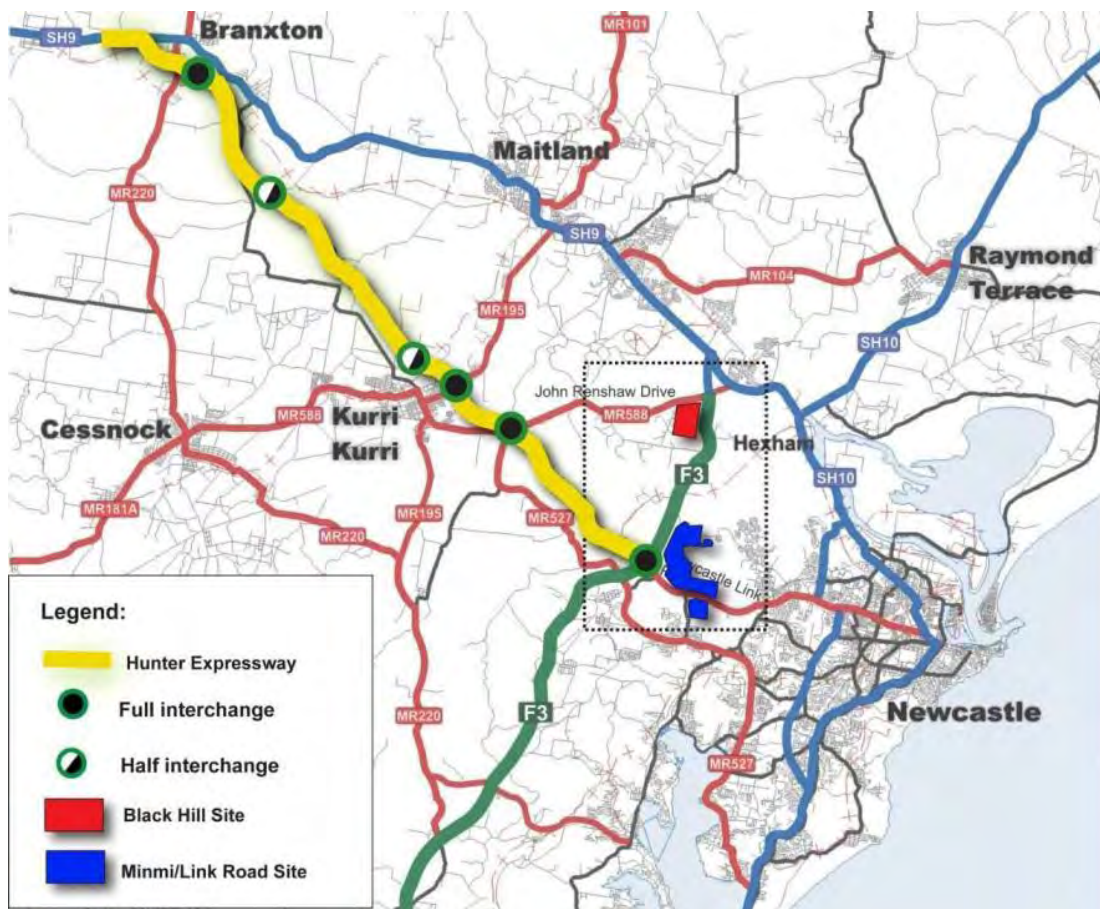 Branxton
SH9
MR101
Maitland
MR220
SH9
Raymond
Terrace
MR104
MR195
SH10
John Renshaw Drive
MR588
MR588
Kurri
Kurri
Cessnock
Hexham
F3
SH10
MR181A
MR195
MR527
MR220
castle Link
Legend:
Hunter Expressway
Full interchange
Half interchange
Black Hill Site
Minmi/Link Road Site
MR220
F3
Newcastle
MR527